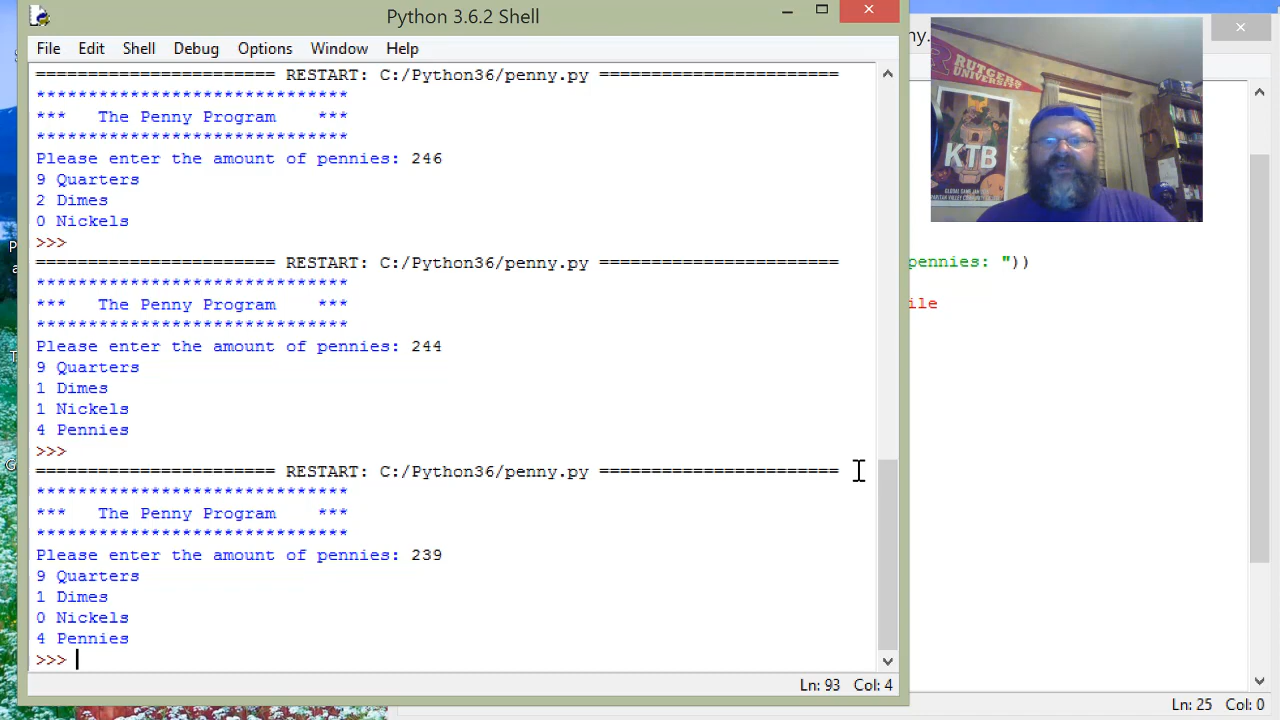 Python 3.6.2 Shell
File Edit Shell Debug Options Window Help
======================= RESTART: C:/Python36/penny.py =======================
******************************
*** The Penny Program ***
******************************
Please enter the amount of pennies: 246
9 Quarters
2 Dimes
0 Nickels
>>>
======================= RESTART: C:/Python36/penny.py =======================
******************************
*** The Penny Program ***
******************************
Please enter the amount of pennies: 244
9 Quarters
1 Dimes
1 Nickels
4 Pennies
>>>
======================= RESTART: C:/Python36/penny.py =======================
******************************
*** The Penny Program ***
******************************
Please enter the amount of pennies: 239
9 Quarters
1 Dimes
0 Nickels
4 Pennies
>>>
Ln: 93 Col: 4
ny.
RUTGERS
UNIVERSITY
KTB
pennies: "))
ile
Ln: 25 Col: 0